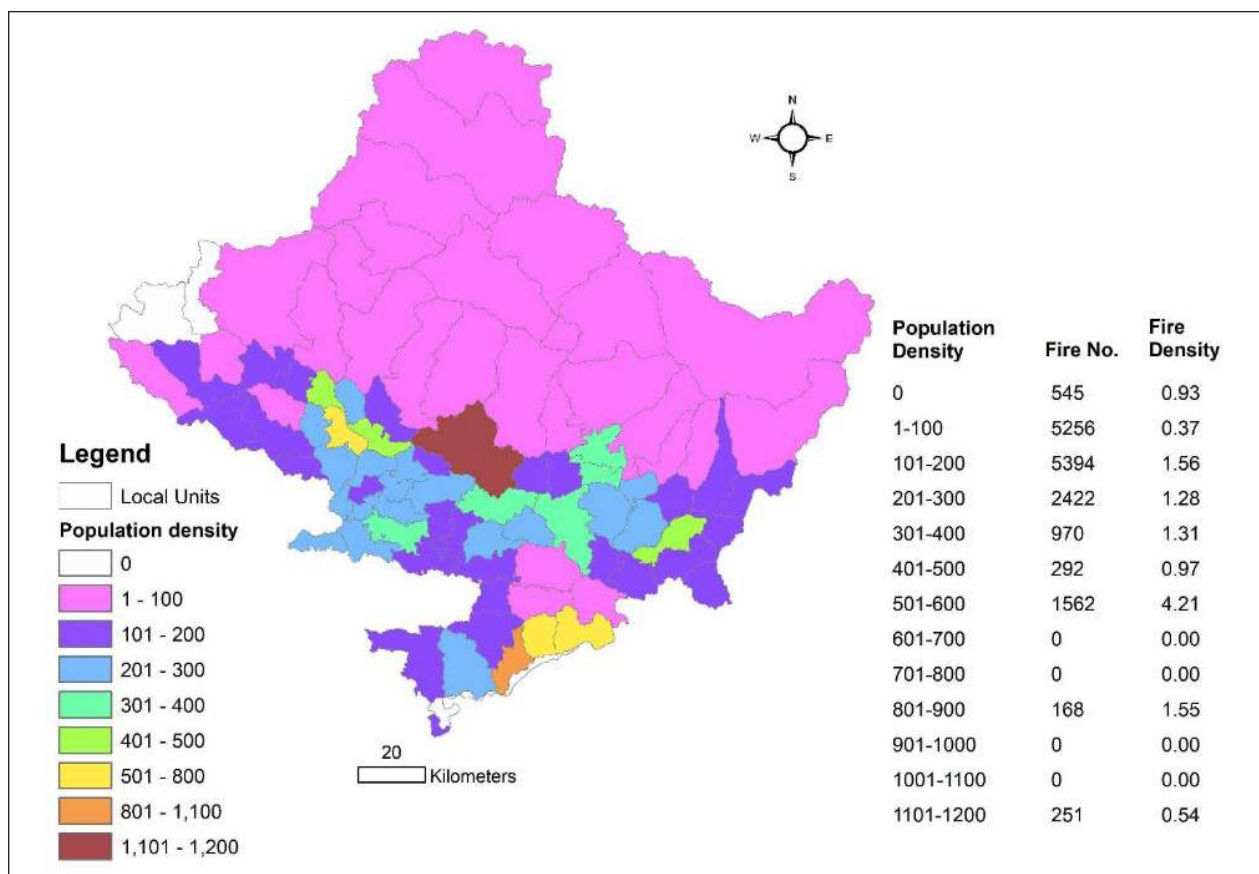 N
W E
S
Legend
Local Units
Population density
0
1 - 100
101 - 200
201 - 300
301 - 400
401 - 500
501 - 800
801 - 1,100
1,101 - 1,200
20
Kilometers
Population Density Fire No. Fire Density
0 545 0.93
1-100 5256 0.37
101-200 5394 1.56
201-300 2422 1.28
301-400 970 1.31
401-500 292 0.97
501-600 1562 4.21
601-700 0 0.00
701-800 0 0.00
801-900 168 1.55
901-1000 0 0.00
1001-1100 0 0.00
1101-1200 251 0.54